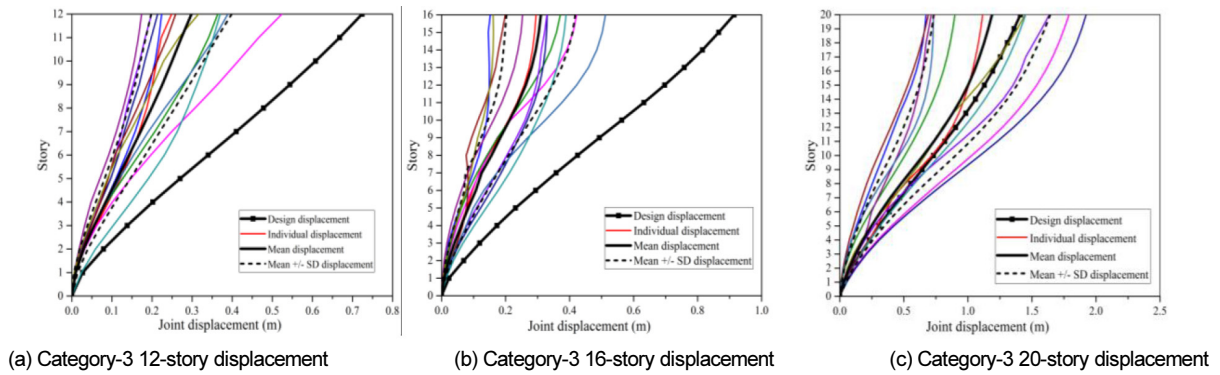 12
11
10
9
8
7
6
5
4
3
2
1
0
Story
Design displacement
Individual displacement
Mean displacement
Mean +/- SD displacement
0.0 0.1 0.2 0.3 0.4 0.5 0.6 0.7 0.8
Joint displacement (m)
(a) Category-3 12-story displacement
16
15
14
13
12
11
10
9
8
7
6
5
4
3
2
1
0
Story
Design displacement
Individual displacement
Mean displacement
Mean +/- SD displacement
0.0 0.2 0.4 0.6 0.8 1.0
Joint displacement (m)
(b) Category-3 16-story displacement
20
19
18
17
16
15
14
13
12
11
10
9
8
7
6
5
4
3
2
1
0
Story
Design displacement
Individual displacement
Mean displacement
Mean +/- SD displacement
0.0 0.5 1.0 1.5 2.0 2.5
Joint displacement (m)
(c) Category-3 20-story displacement